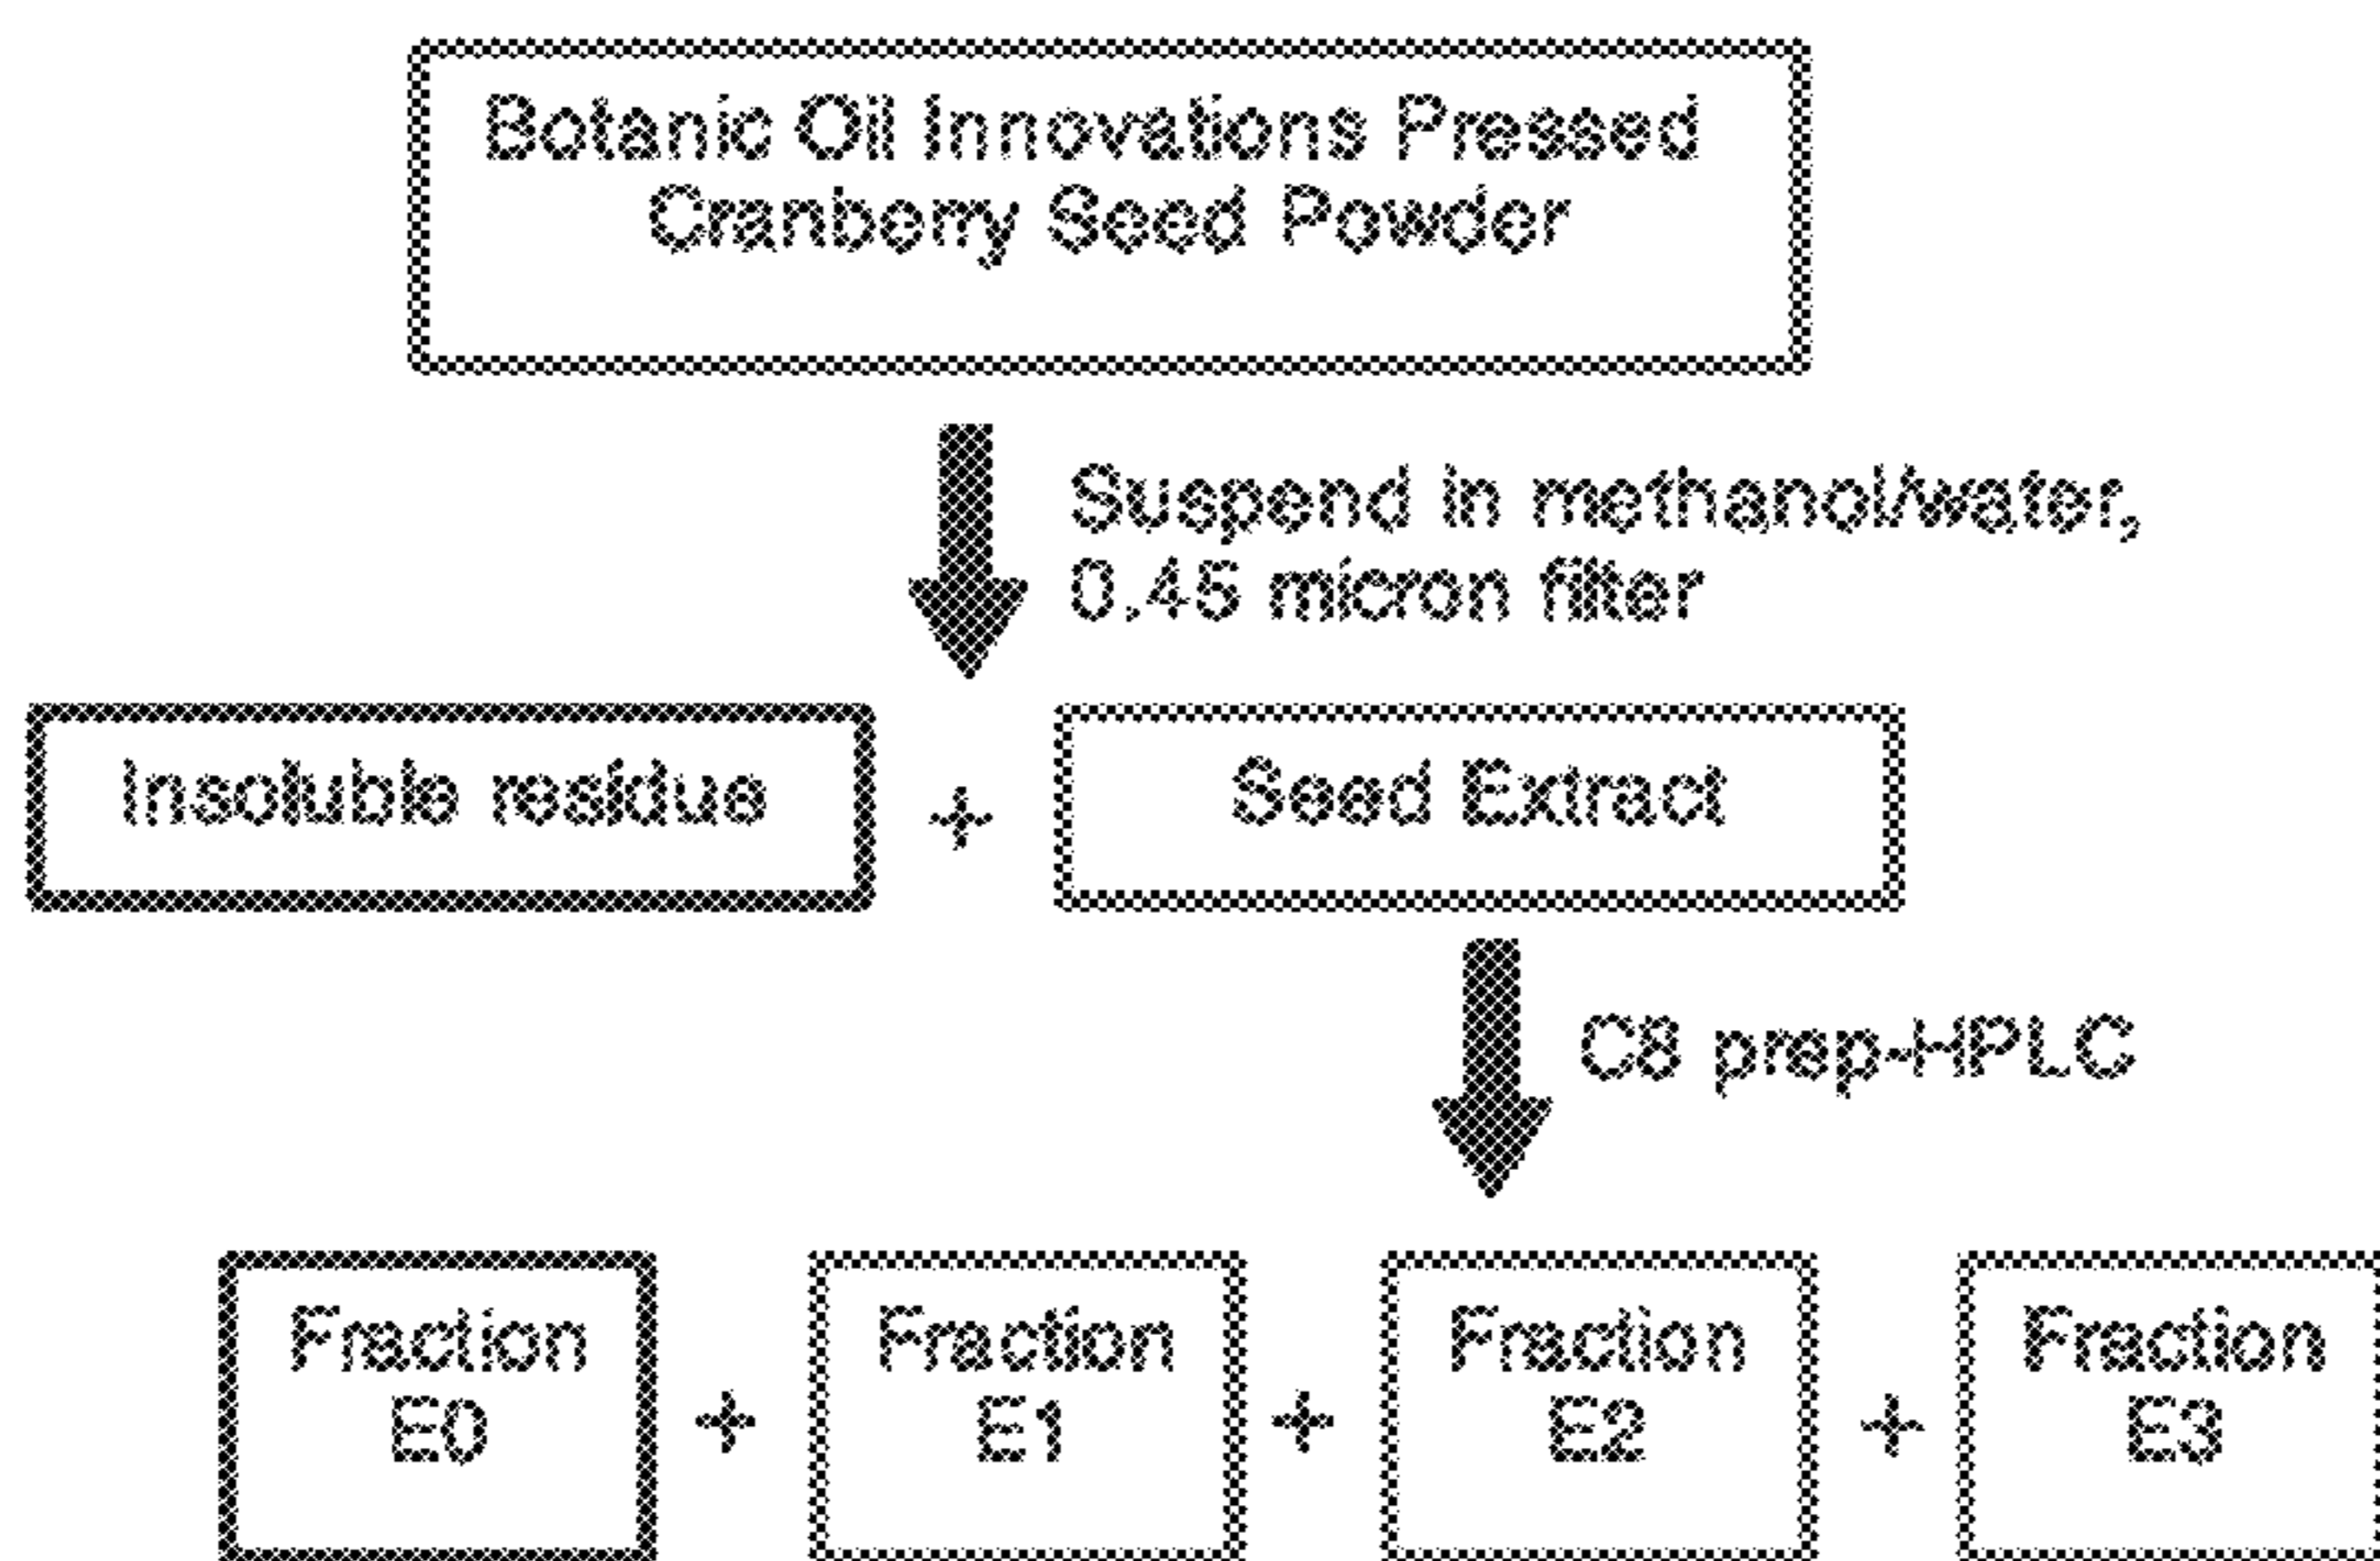 Botanic Oil Innovations Pressed
Cranberry Seed Powder
Suspend in methanol/water,
0.45 micron filter
Insoluble residue + Seed Extract
C8 prep-HPLC
Fraction E0 + Fraction E1 + Fraction E2 + Fraction E3